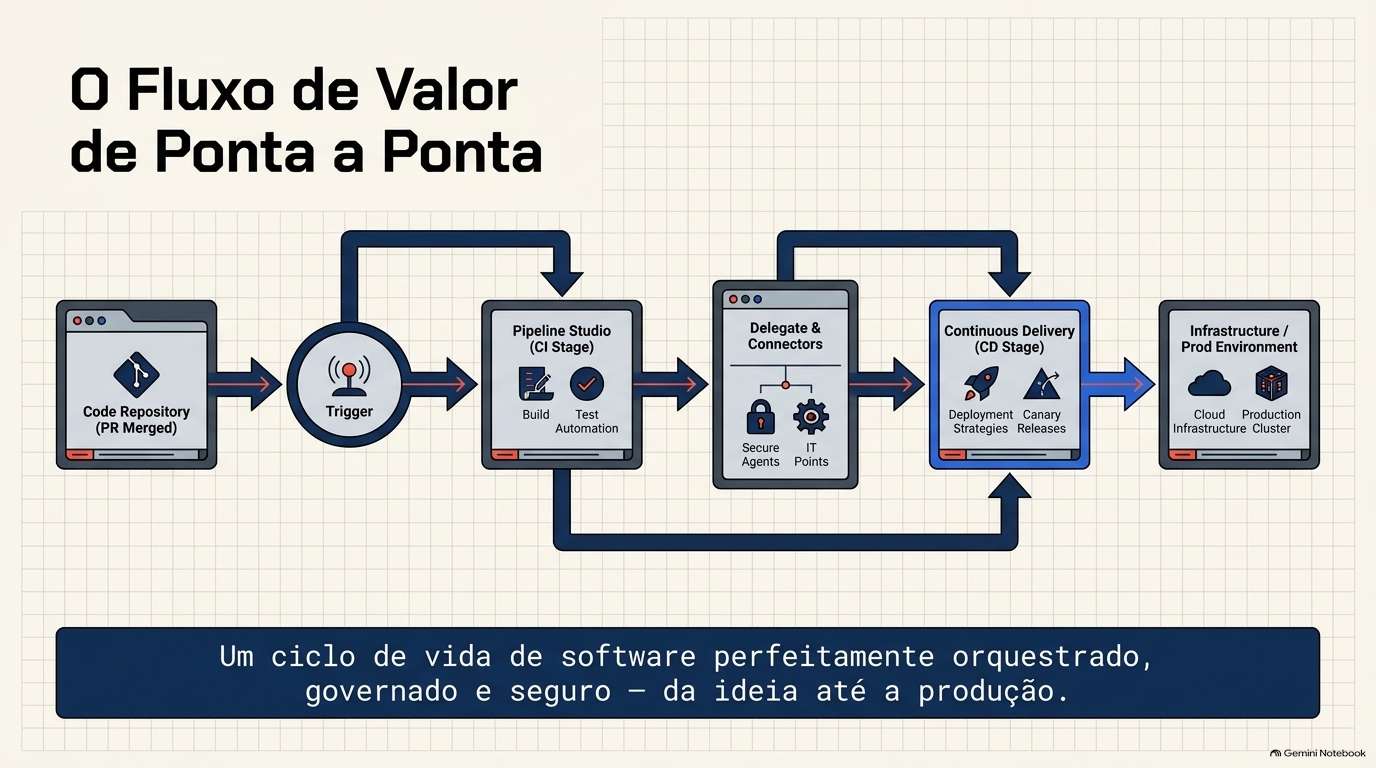 O Fluxo de Valor
de Ponta a Ponta
Code Repository
(PR Merged)
Trigger
Pipeline Studio
(CI Stage)
Build
Test
Automation
Delegate &
Connectors
Secure
Agents
IT
Points
Continuous Delivery
(CD Stage)
Deployment
Strategies
Canary
Releases
Infrastructure /
Prod Environment
Cloud
Infrastructure
Production
Cluster
Um ciclo de vida de software perfeitamente orquestrado,
governado e seguro — da ideia até a produção.
Gemini Notebook